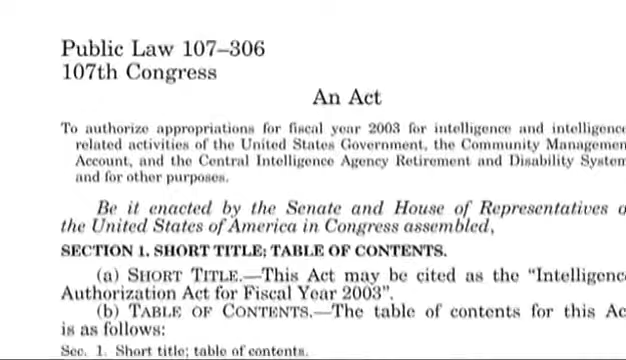 Public Law 107–306
107th Congress
An Act
To authorize appropriations for fiscal year 2003 for intelligence and intelligence
related activities of the United States Government, the Community Managemen
Account, and the Central Intelligence Agency Retirement and Disability System
and for other purposes.
Be it enacted by the Senate and House of Representatives o
the United States of America in Congress assembled,
SECTION 1. SHORT TITLE; TABLE OF CONTENTS.
(a) SHORT TITLE.—This Act may be cited as the “Intelligenc
Authorization Act for Fiscal Year 2003”.
(b) TABLE OF CONTENTS.—The table of contents for this Ac
is as follows:
Sec. 1. Short title; table of contents.